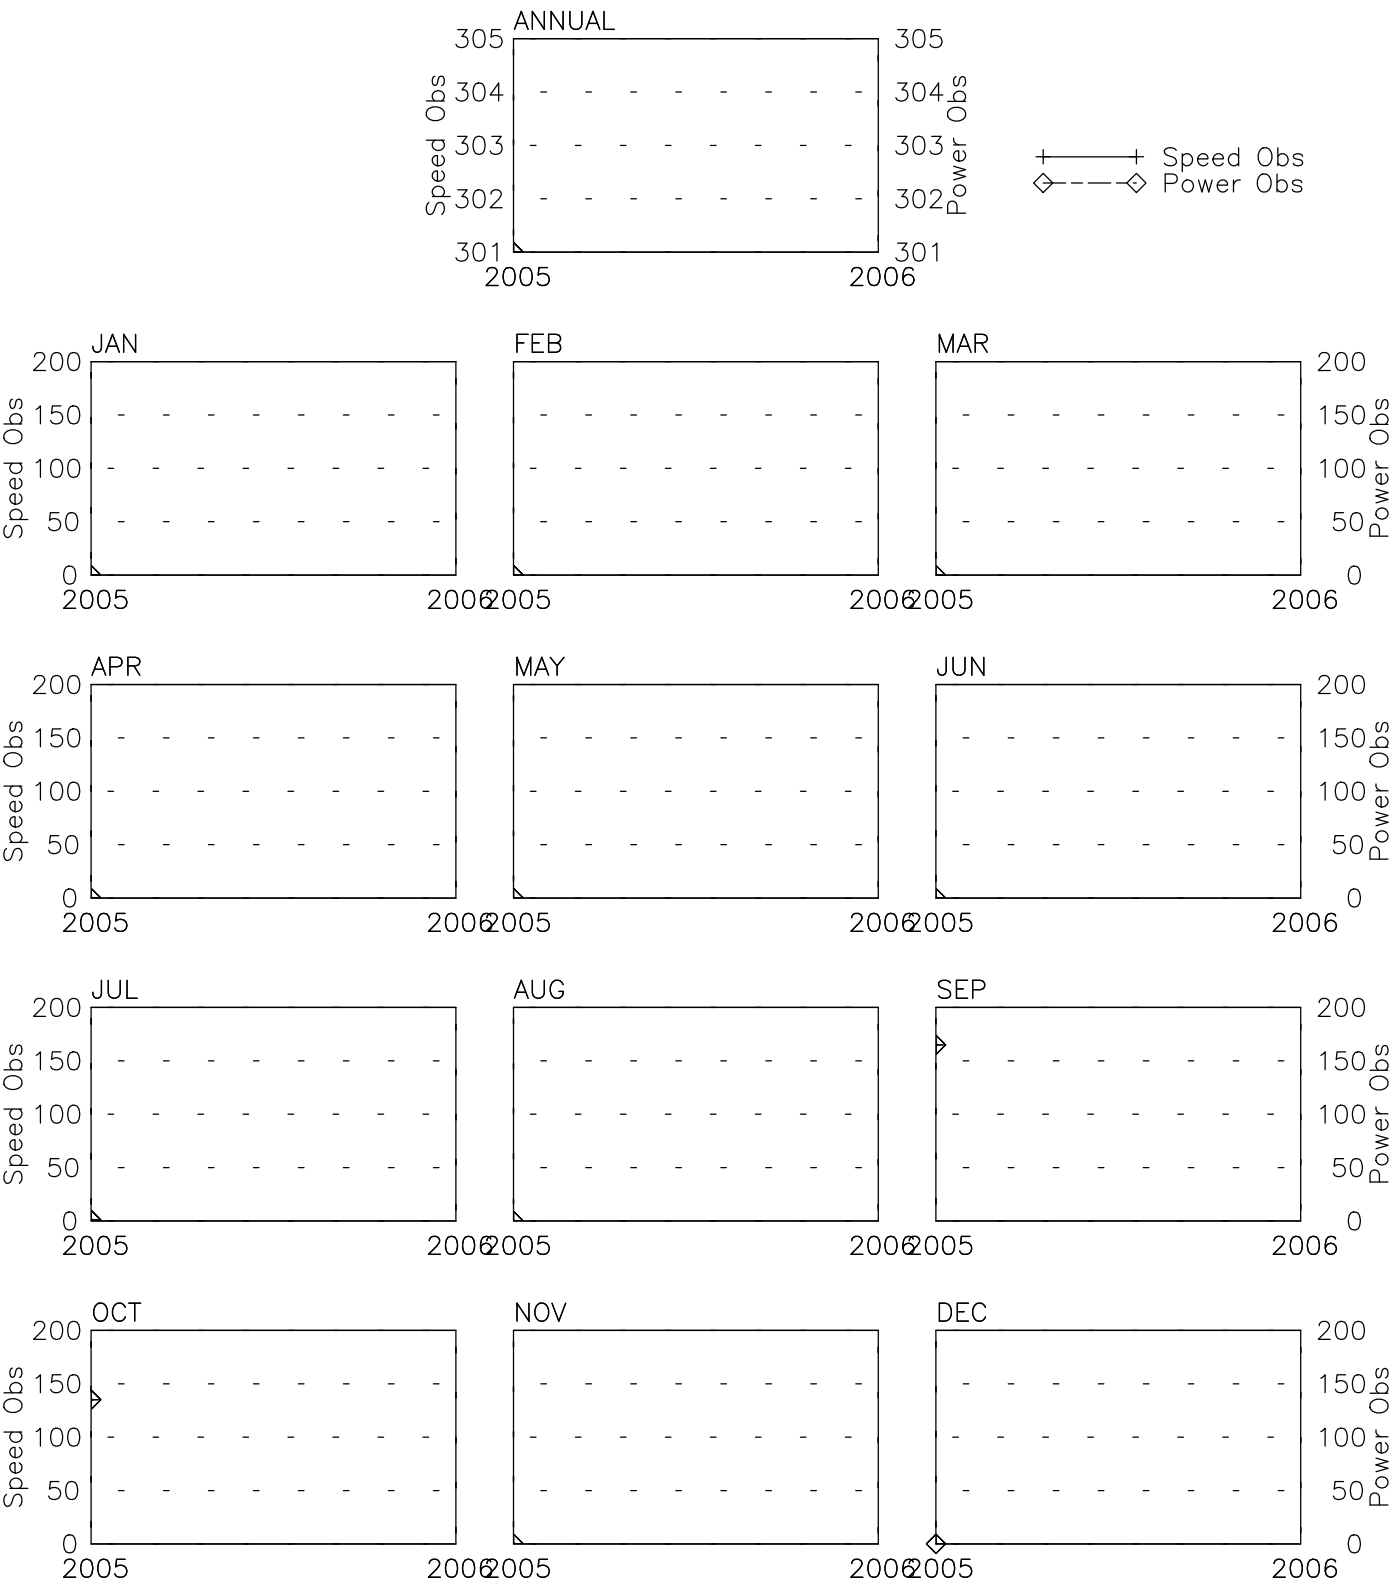 ANNUAL
305 305
304 304
303 303
302 302
301 301
Speed Obs
Power Obs
2005 2006
Speed Obs
Power Obs
JAN FEB MAR
200 200
150 150
100 100
50 50
0 0
Speed Obs
Power Obs
2005 2006 2005 2006 2005 2006
APR MAY JUN
200 200
150 150
100 100
50 50
0 0
Speed Obs
Power Obs
2005 2006 2005 2006 2005 2006
JUL AUG SEP
200 200
150 150
100 100
50 50
0 0
Speed Obs
Power Obs
2005 2006 2005 2006 2005 2006
OCT NOV DEC
200 200
150 150
100 100
50 50
0 0
Speed Obs
Power Obs
2005 2006 2005 2006 2005 2006